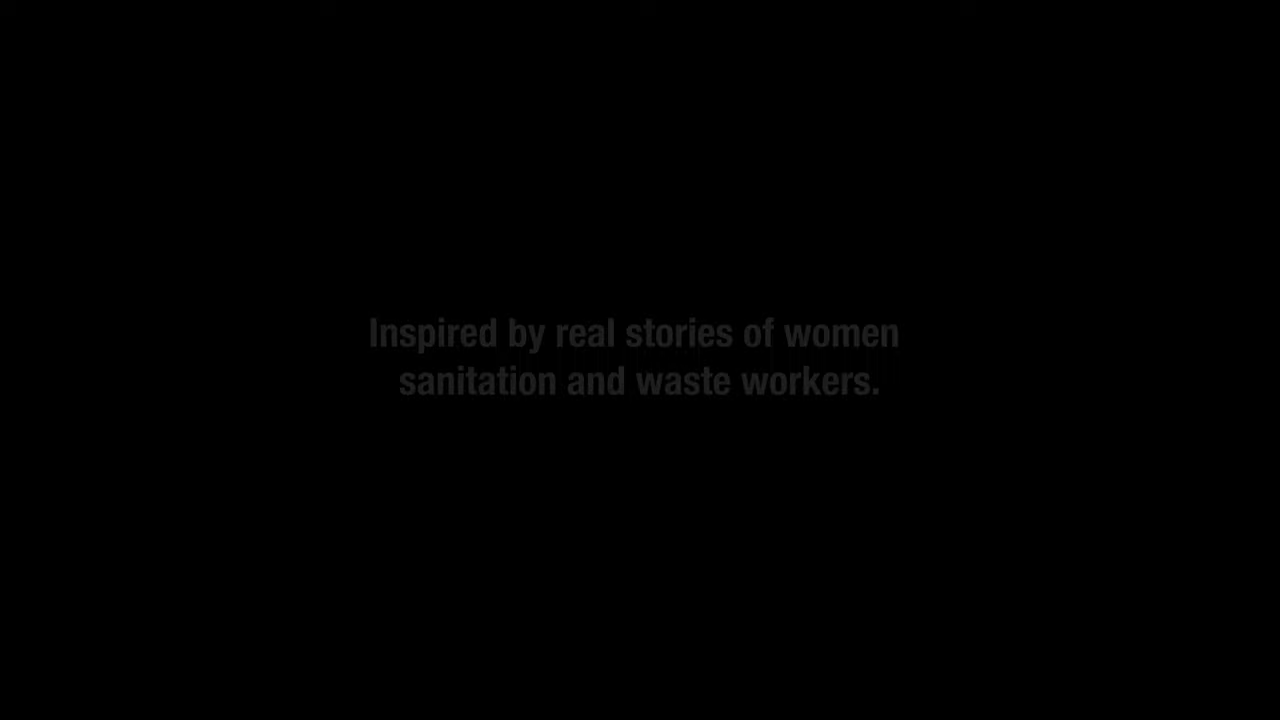 Inspired by real stories of women
sanitation and waste workers.